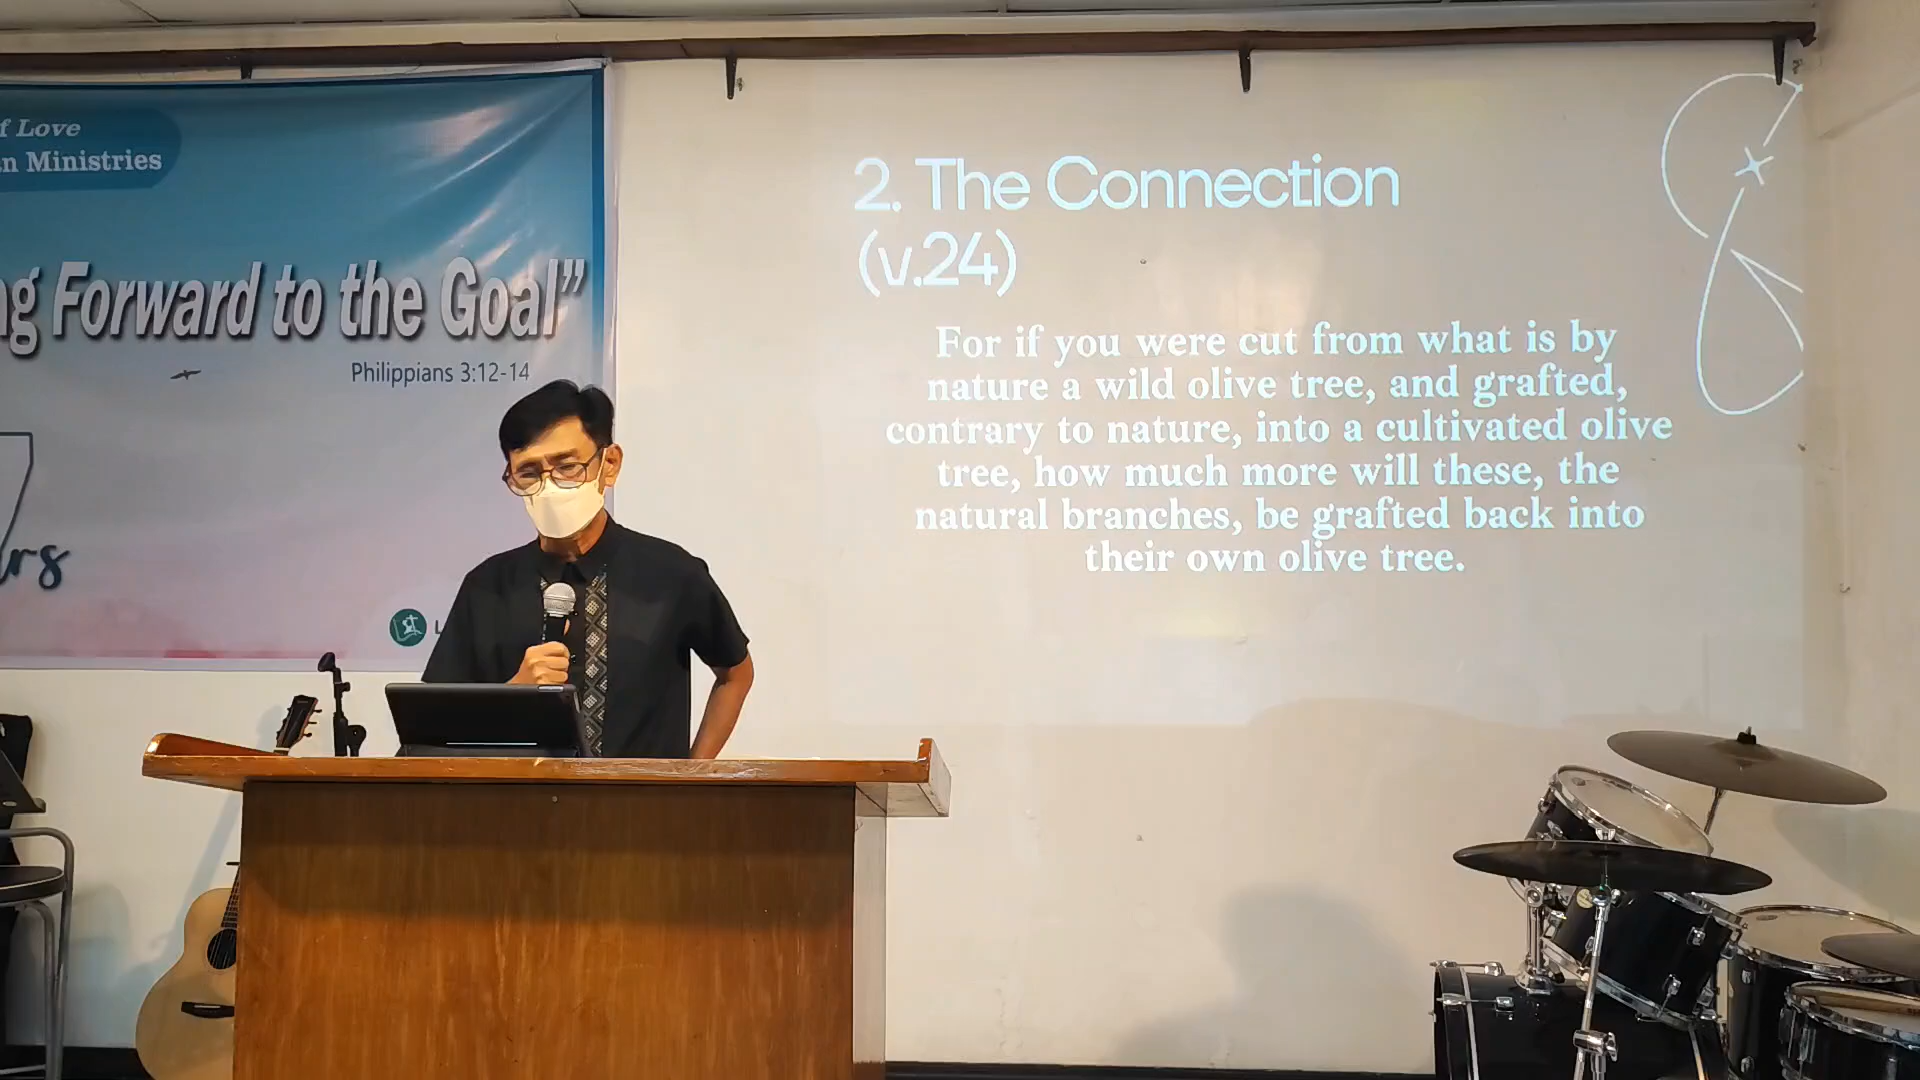 f Love
n Ministries
g Forward to the Goal”
Philippians 3:12-14
rs
L
2. The Connection
(v.24)
For if you were cut from what is by
nature a wild olive tree, and grafted,
contrary to nature, into a cultivated olive
tree, how much more will these, the
natural branches, be grafted back into
their own olive tree.